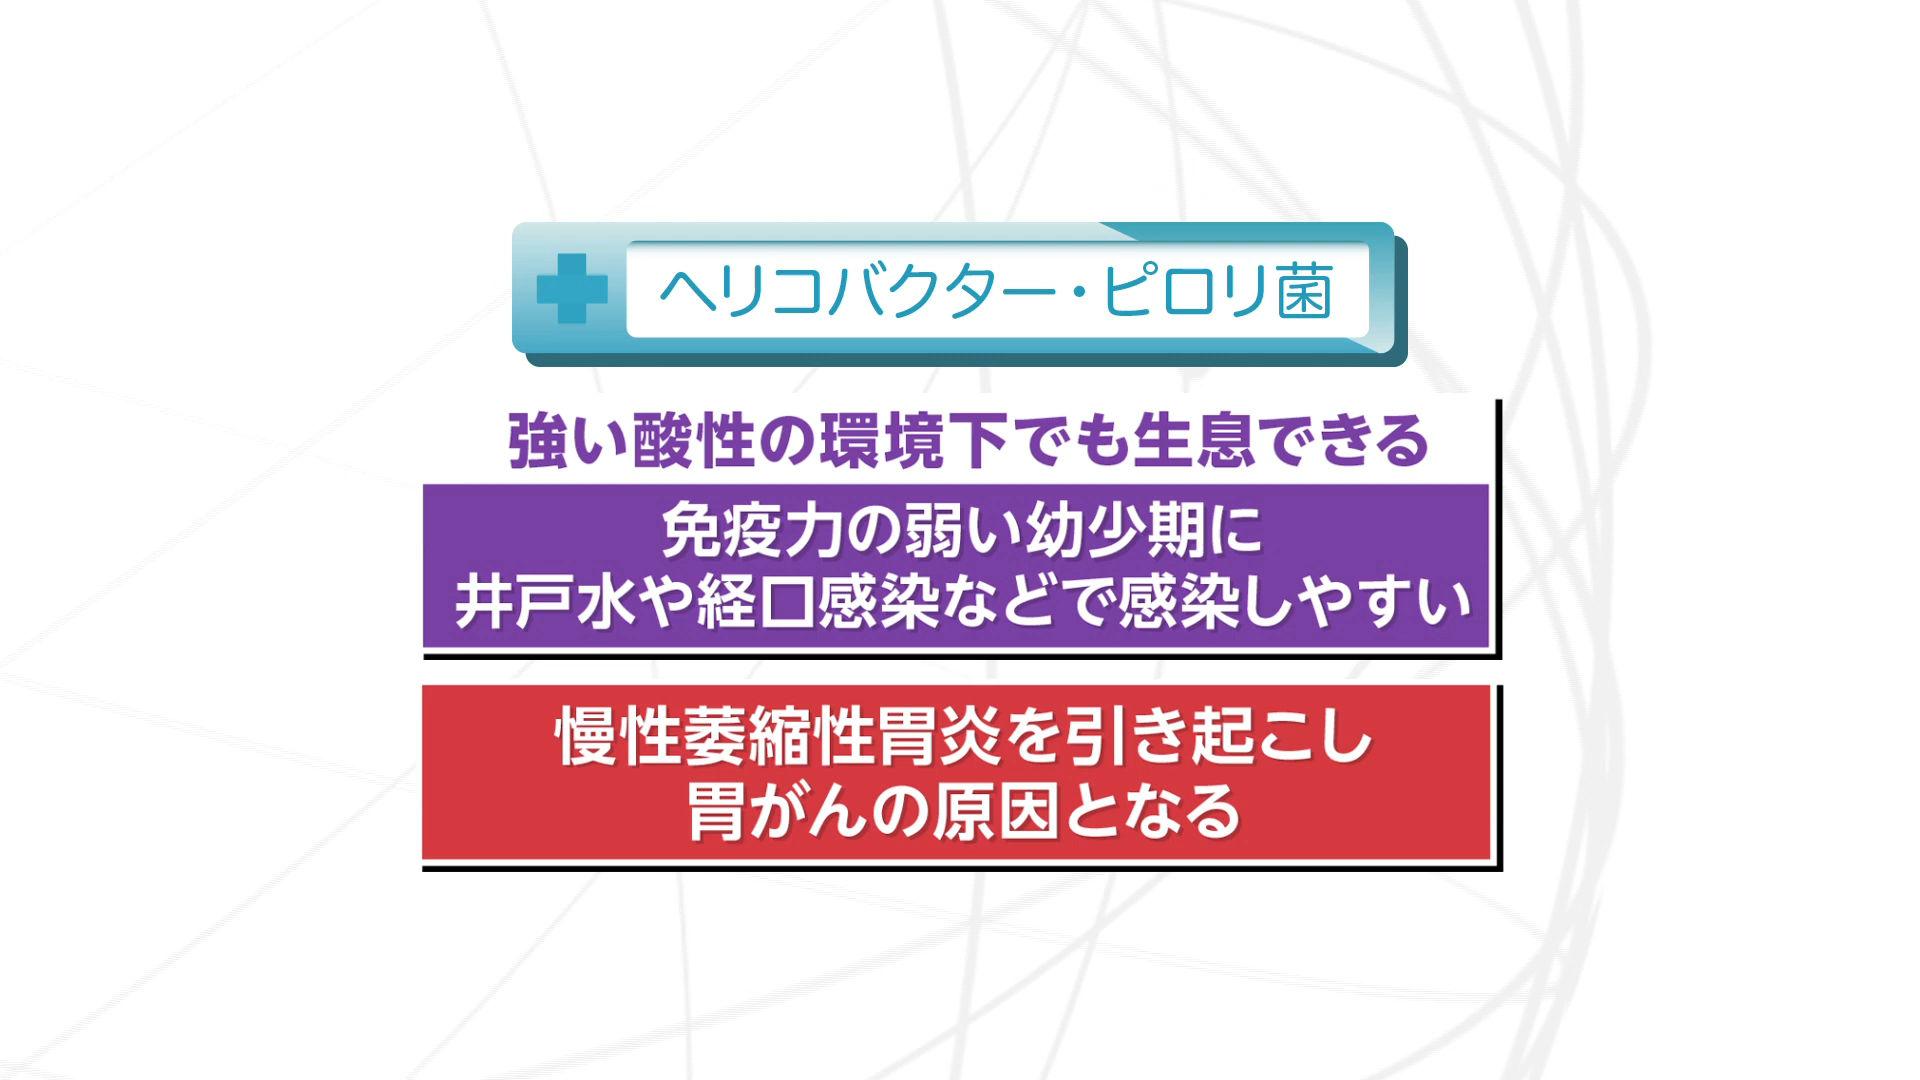 ヘリコバクター・ピロリ菌
強い酸性の環境下でも生息できる
免疫力の弱い幼少期に
井戸水や経口感染などで感染しやすい
慢性萎縮性胃炎を引き起こし
胃がんの原因となる